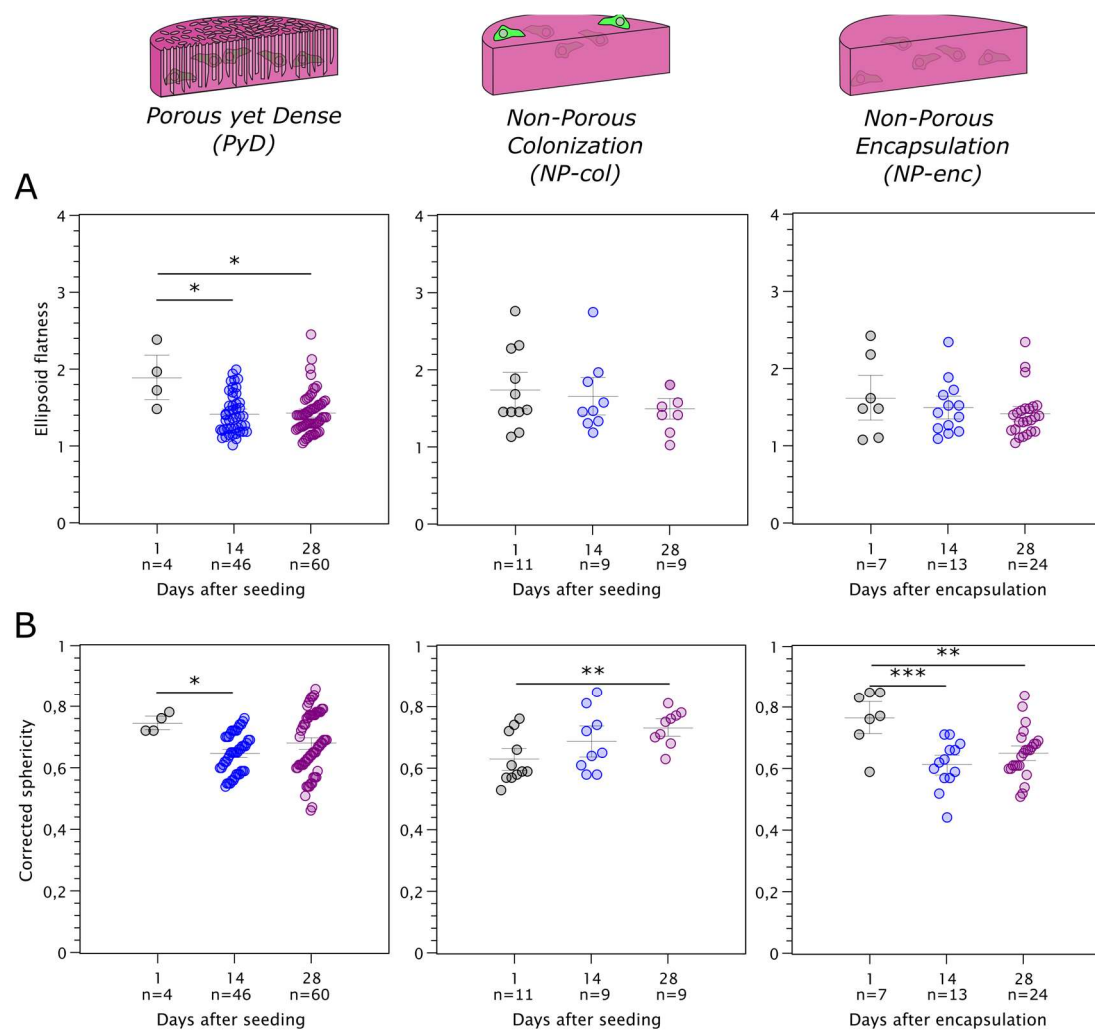 Porous yet Dense
(PyD)
Non-Porous
Colonization
(NP-col)
Non-Porous
Encapsulation
(NP-enc)
A
Ellipsoid flatness
4
3
2
1
0
*
*
1
n=4
14
n=46
28
n=60
Days after seeding
4
3
2
1
0
1
n=11
14
n=9
28
n=9
Days after seeding
4
3
2
1
0
1
n=7
14
n=13
28
n=24
Days after encapsulation
B
Corrected sphericity
1
0,8
0,6
0,4
0,2
0
*
1
n=4
14
n=46
28
n=60
Days after seeding
1
0,8
0,6
0,4
0,2
0
**
1
n=11
14
n=9
28
n=9
Days after seeding
1
0,8
0,6
0,4
0,2
0
**
***
1
n=7
14
n=13
28
n=24
Days after encapsulation